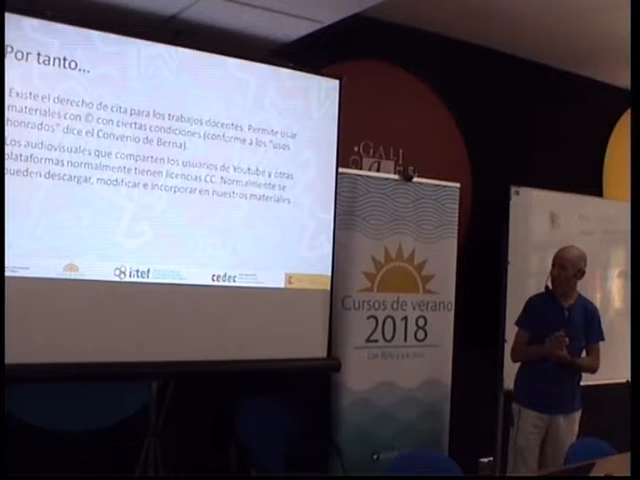 Por tanto...
Existe el derecho de cita para los trabajos docentes. Permite usar
materiales con © con ciertas condiciones (conforme a los "usos
honrados" dice el Convenio de Berna).
Los audiovisuales que comparten los usuarios de Youtube y otras
plataformas normalmente tienen licencias CC. Normalmente se
pueden descargar, modificar e incorporar en nuestros materiales
intef
cedec
GALI
Cursos de verano
2018